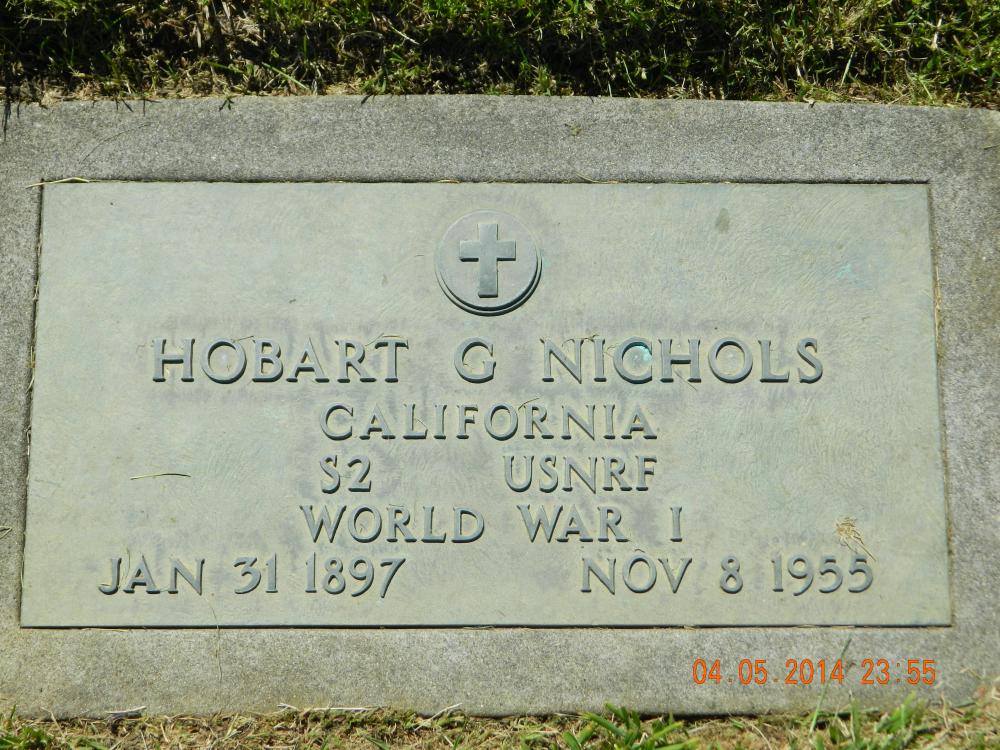 HOBART G NICHOLS
CALIFORNIA
S2 USNRF
WORLD WAR I
JAN 31 1897 NOV 8 1955
04.05.2014 23:55